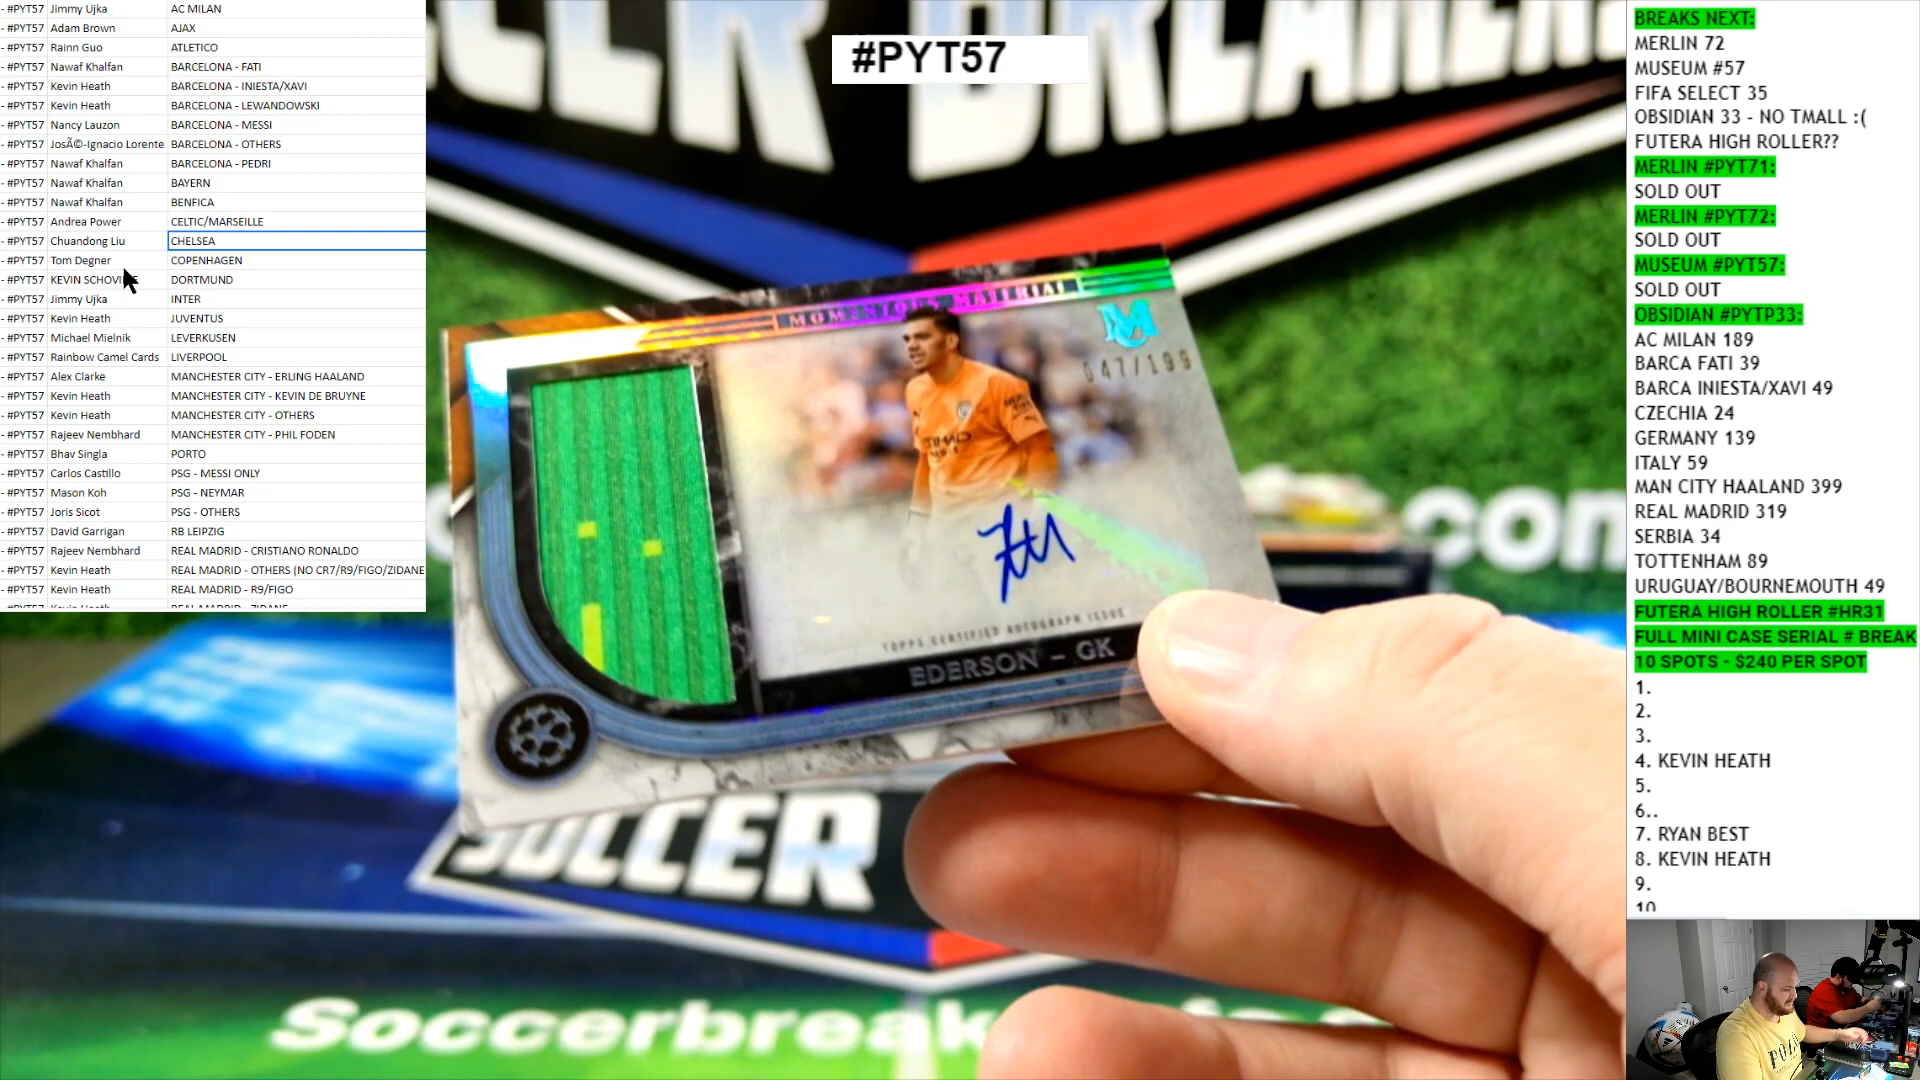 - #PYT57 Jimmy Ujka AC MILAN
- #PYT57 Adam Brown AJAX
- #PYT57 Rainn Guo ATLETICO
- #PYT57 Nawaf Khalfan BARCELONA - FATI
- #PYT57 Kevin Heath BARCELONA - INIESTA/XAVI
- #PYT57 Kevin Heath BARCELONA - LEWANDOWSKI
- #PYT57 Nancy Lauzon BARCELONA - MESSI
- #PYT57 JosÃ©-Ignacio Lorente BARCELONA - OTHERS
- #PYT57 Nawaf Khalfan BARCELONA - PEDRI
- #PYT57 Nawaf Khalfan BAYERN
- #PYT57 Nawaf Khalfan BENFICA
- #PYT57 Andrea Power CELTIC/MARSEILLE
- #PYT57 Chuandong Liu CHELSEA
- #PYT57 Tom Degner COPENHAGEN
- #PYT57 KEVIN DORTMUND
- #PYT57 Jimmy Ujka INTER
- #PYT57 Kevin Heath JUVENTUS
- #PYT57 Michael Mielnik LEVERKUSEN
- #PYT57 Rainbow Camel Cards LIVERPOOL
- #PYT57 Alex Clarke MANCHESTER CITY - ERLING HAALAND
- #PYT57 Kevin Heath MANCHESTER CITY - KEVIN DE BRUYNE
- #PYT57 Kevin Heath MANCHESTER CITY - OTHERS
- #PYT57 Rajeev Nembhard MANCHESTER CITY - PHIL FODEN
- #PYT57 Bhav Singla PORTO
- #PYT57 Carlos Castillo PSG - MESSI ONLY
- #PYT57 Mason Koh PSG - NEYMAR
- #PYT57 Joris Sicot PSG - OTHERS
- #PYT57 David Garrigan RB LEIPZIG
- #PYT57 Rajeev Nembhard REAL MADRID - CRISTIANO RONALDO
- #PYT57 Kevin Heath REAL MADRID - OTHERS (NO CR7/R9/FIGO/ZIDANE
- #PYT57 Kevin Heath REAL MADRID - R9/FIGO
#PYT57
MOMENTOUS MATERIAL
047/199
ETIHAD
TOPPS CERTIFIED AUTOGRAPH ISSUE
EDERSON - GK
com
SOCCER
Soccerbreak
BREAKS NEXT:
MERLIN 72
MUSEUM #57
FIFA SELECT 35
OBSIDIAN 33 - NO TMALL :(
FUTERA HIGH ROLLER??
MERLIN #PYT71:
SOLD OUT
MERLIN #PYT72:
SOLD OUT
MUSEUM #PYT57:
SOLD OUT
OBSIDIAN #PYTP33:
AC MILAN 189
BARCA FATI 39
BARCA INIESTA/XAVI 49
CZECHIA 24
GERMANY 139
ITALY 59
MAN CITY HAALAND 399
REAL MADRID 319
SERBIA 34
TOTTENHAM 89
URUGUAY/BOURNEMOUTH 49
FUTERA HIGH ROLLER #HR31
FULL MINI CASE SERIAL # BREAK
10 SPOTS - $240 PER SPOT
1.
2.
3.
4. KEVIN HEATH
5.
6..
7. RYAN BEST
8. KEVIN HEATH
9.
10